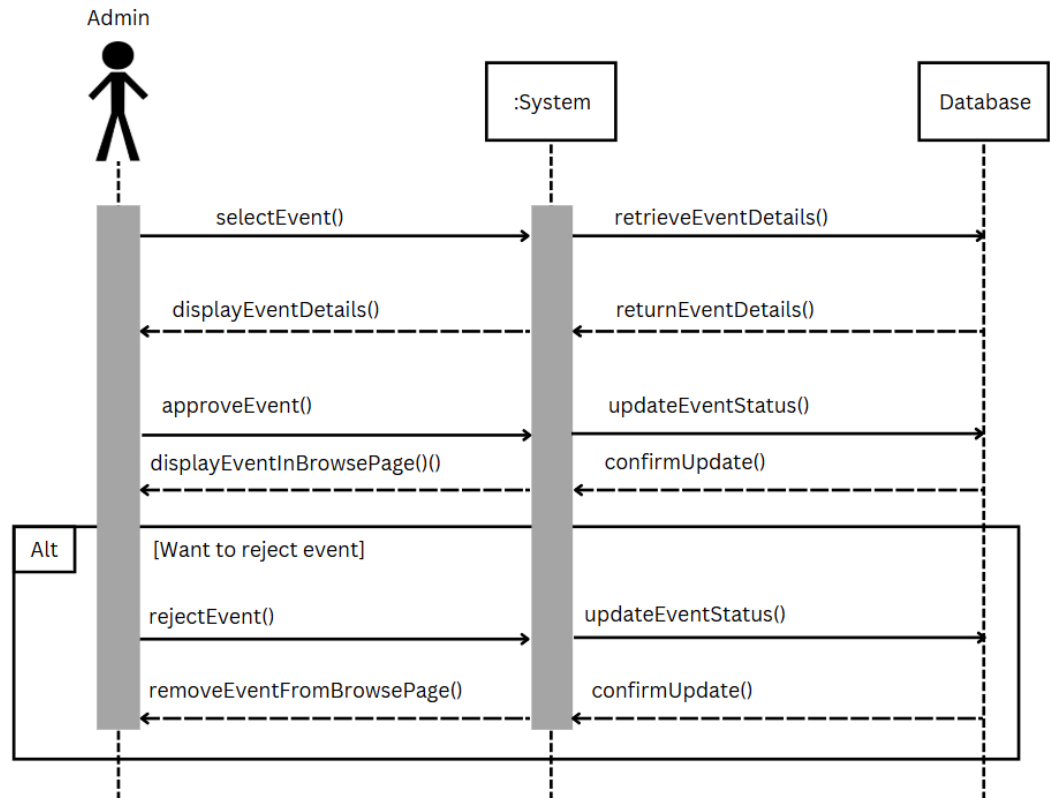 Admin
:System
Database
selectEvent()
retrieveEventDetails()
displayEventDetails()
returnEventDetails()
approveEvent()
updateEventStatus()
displayEventInBrowsePage()()
confirmUpdate()
Alt
[Want to reject event]
rejectEvent()
updateEventStatus()
removeEventFromBrowsePage()
confirmUpdate()